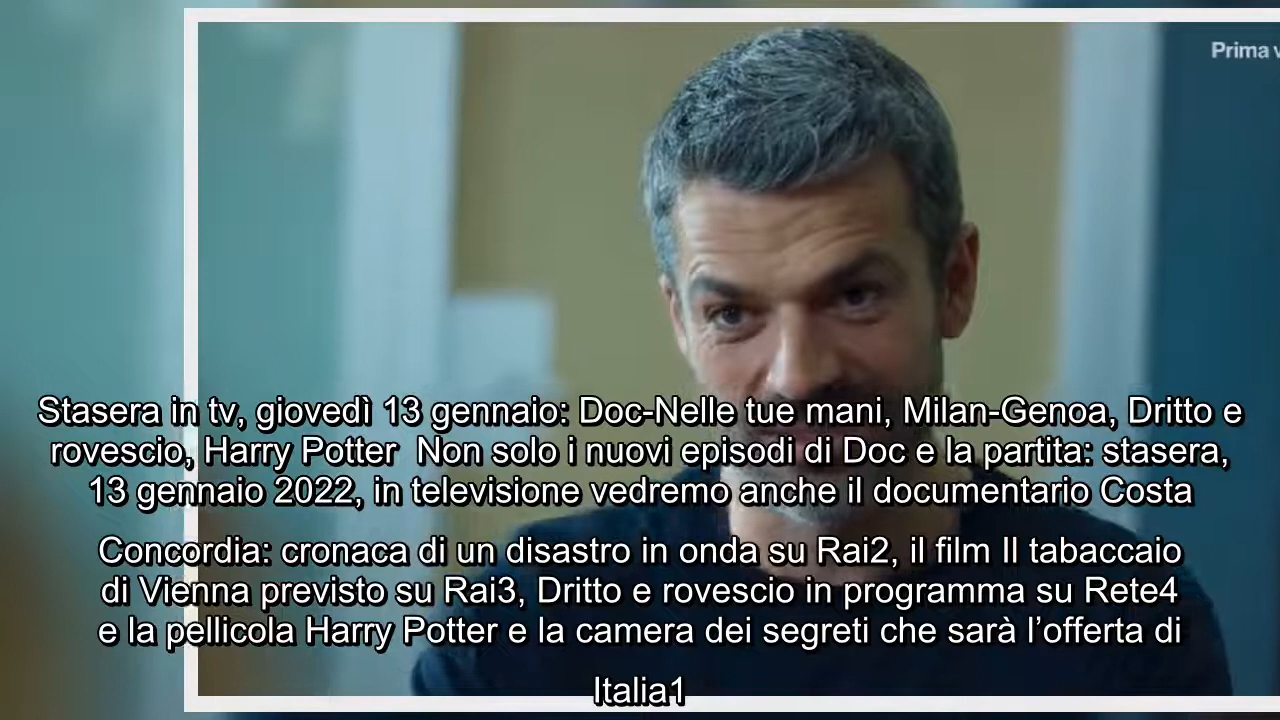 Prima v
Stasera in tv, giovedì 13 gennaio: Doc-Nelle tue mani, Milan-Genoa, Dritto e
rovescio, Harry Potter  Non solo i nuovi episodi di Doc e la partita: stasera,
13 gennaio 2022, in televisione vedremo anche il documentario Costa
Concordia: cronaca di un disastro in onda su Rai2, il film Il tabaccaio
di Vienna previsto su Rai3, Dritto e rovescio in programma su Rete4
e la pellicola Harry Potter e la camera dei segreti che sarà l’offerta di
Italia1